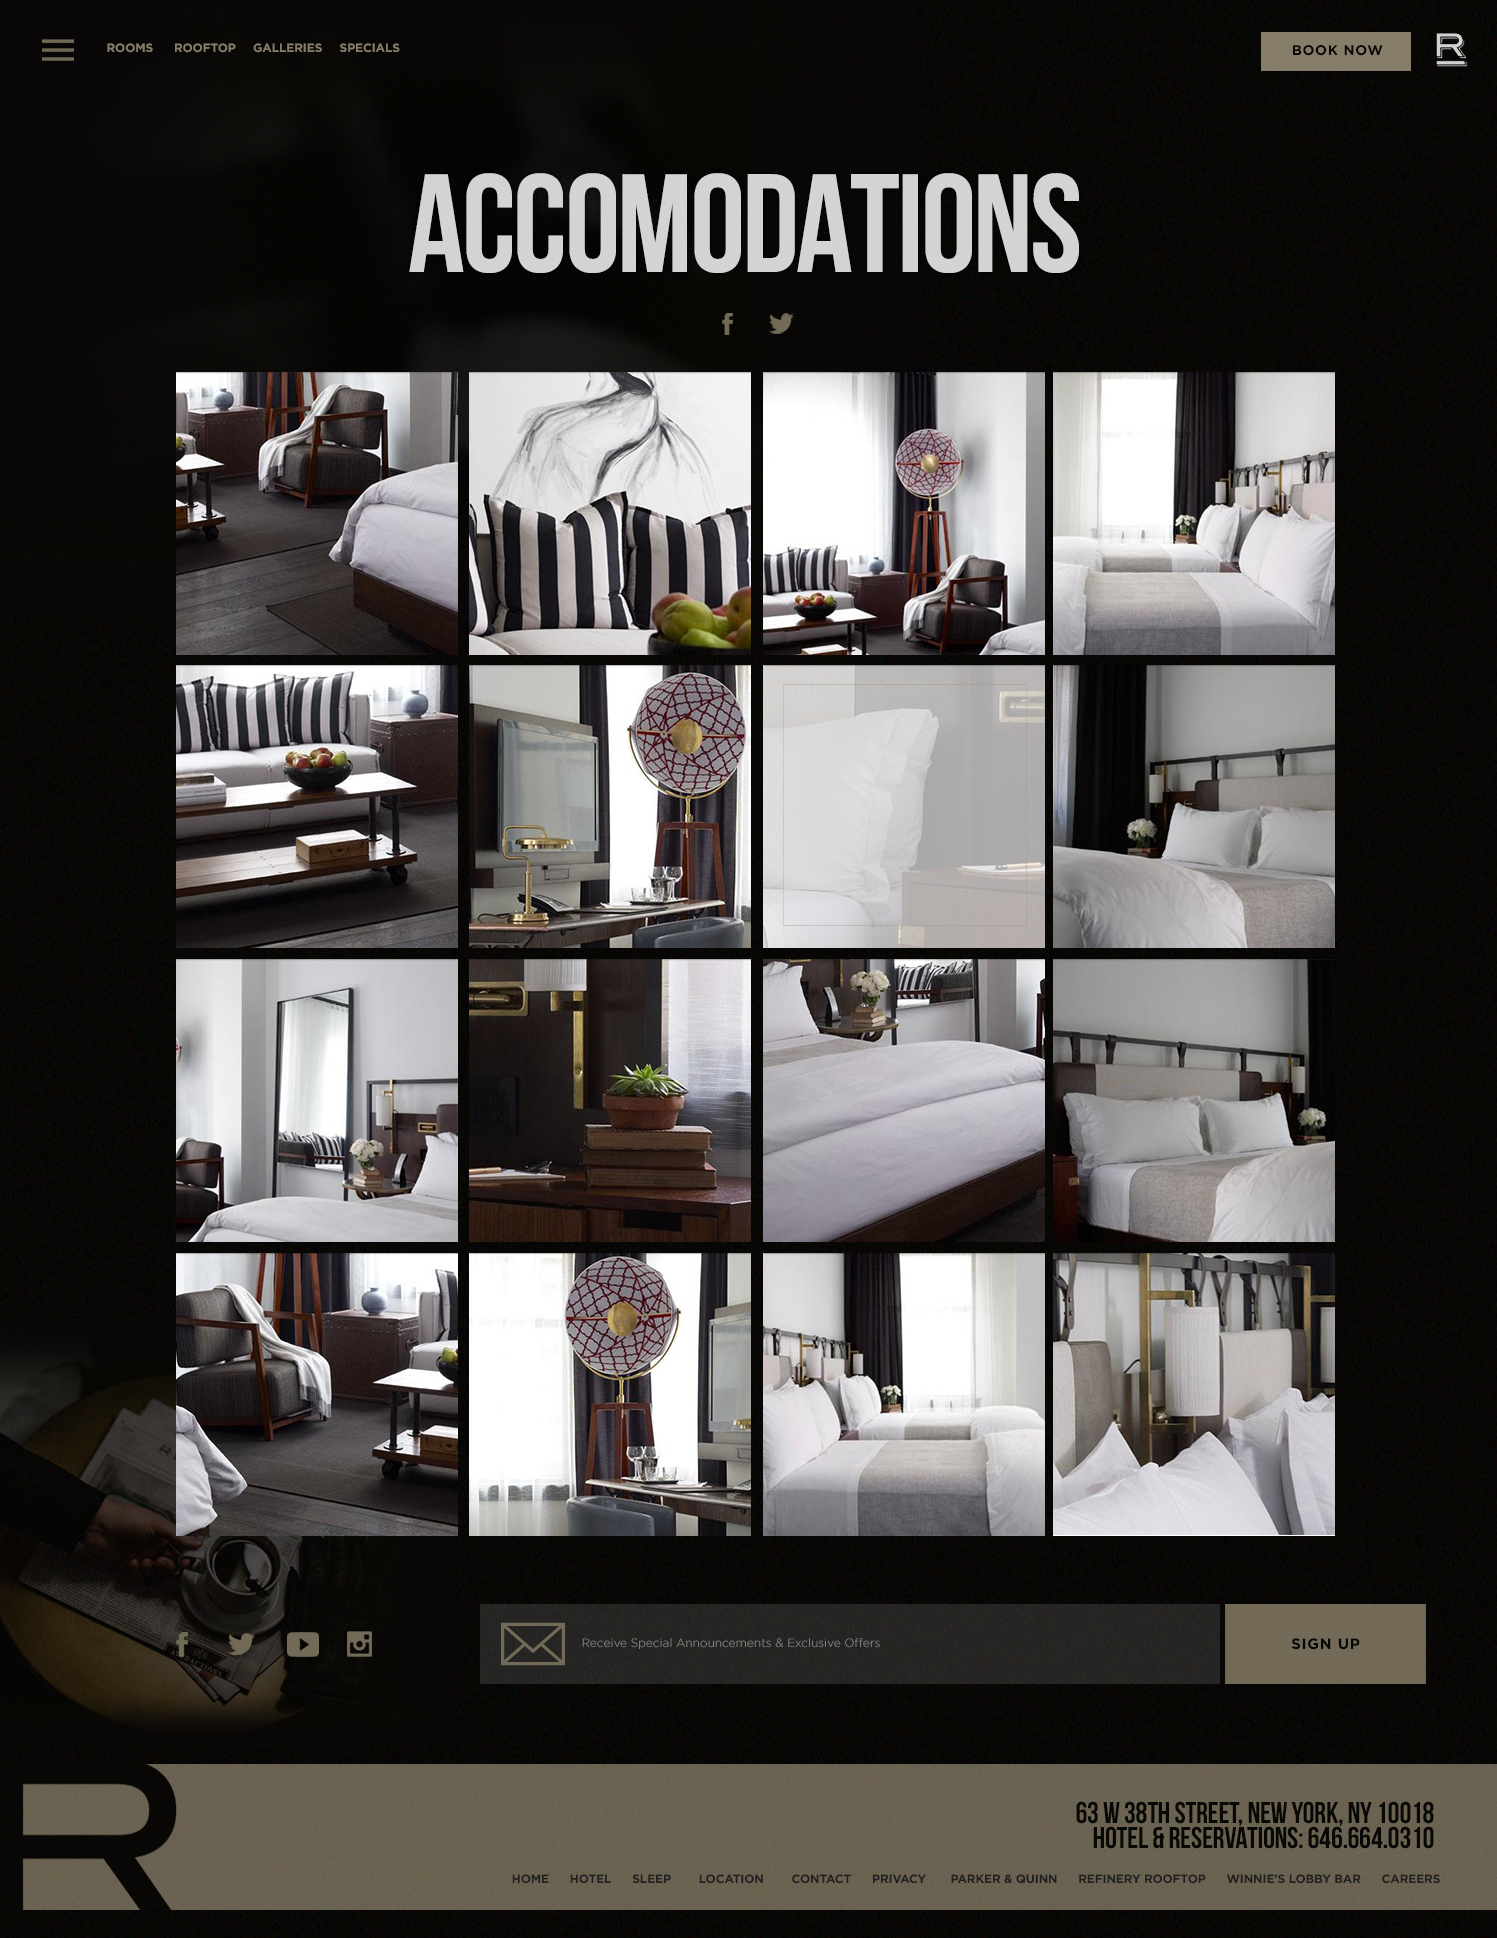 ROOMS ROOFTOP GALLERIES SPECIALS
BOOK NOW
R
ACCOMODATIONS
Receive Special Announcements & Exclusive Offers
SIGN UP
R
63 W 38TH STREET, NEW YORK, NY 10018
HOTEL & RESERVATIONS: 646.664.0310
HOME HOTEL SLEEP LOCATION CONTACT PRIVACY PARKER & QUINN REFINERY ROOFTOP WINNIE'S LOBBY BAR CAREERS